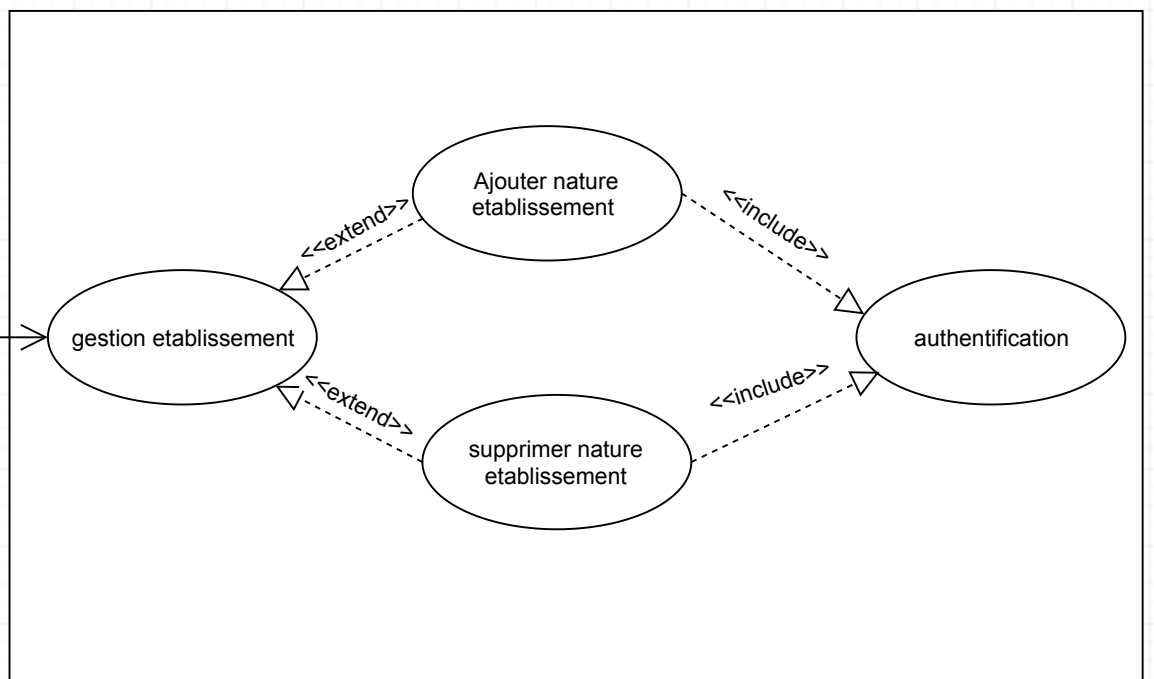 Ajouter nature
etablissement
<<extend>>
<<include>>
gestion etablissement
authentification
<<extend>>
<<include>>
supprimer nature
etablissement